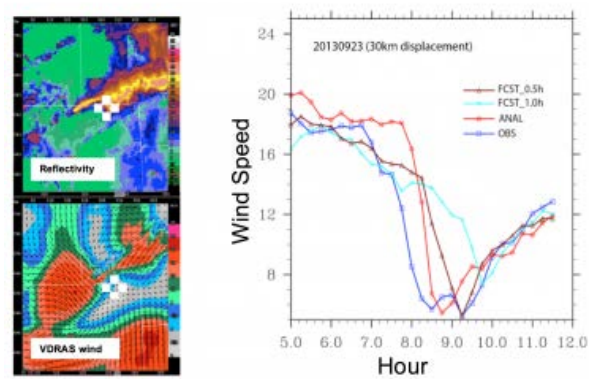 Reflectivity
VDRAS wind
20130923 (30km displacement)
FCST_0.5h
FCST_1.0h
ANAL
OBS
Wind Speed
24
20
16
12
8
5.0 6.0 7.0 8.0 9.0 10.0 11.0 12.0
Hour